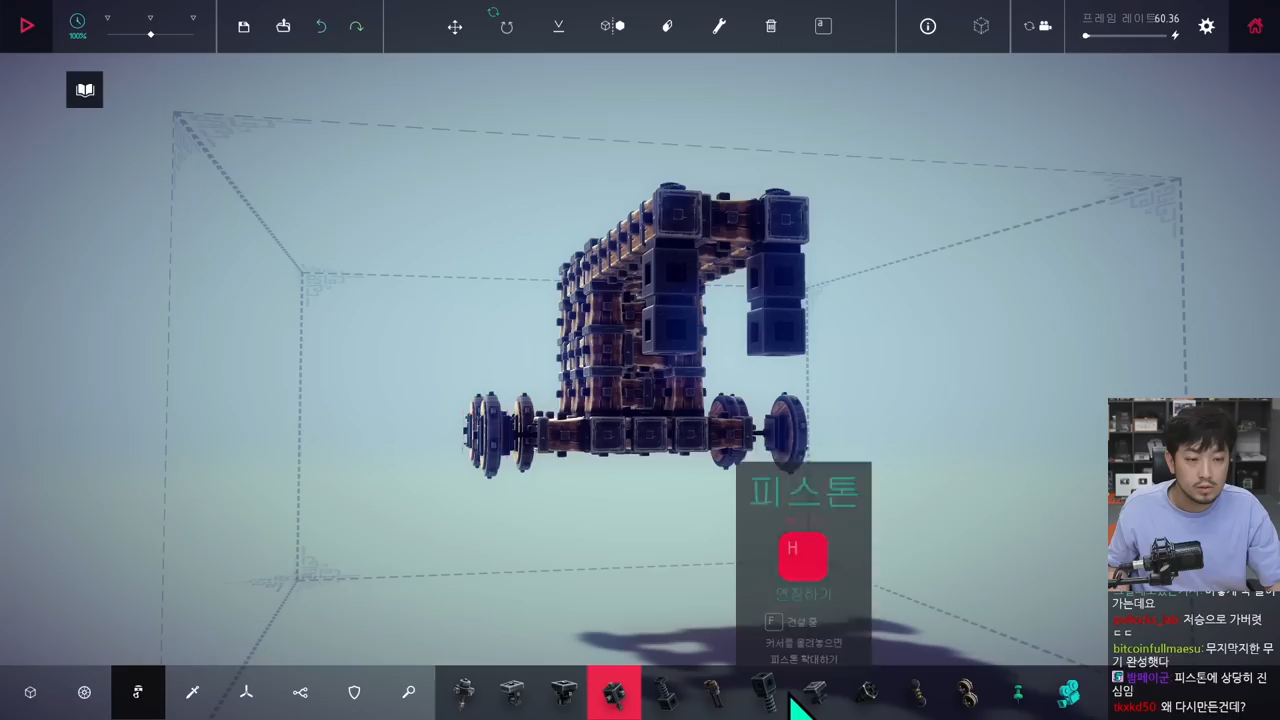 100%
a
프레임 레이트60.36
피스톤
H
연장하기
F 건설 중
커서를 올려놓으면
피스톤 확대하기
가는데요
저승으로 가버렷
ㄷㄷ
bitcoinfullmaesu: 무지막지한 무
기 완성했다
밤페이군 피스톤에 상당히 진
심임
tkxkd50 왜 다시만든건데?